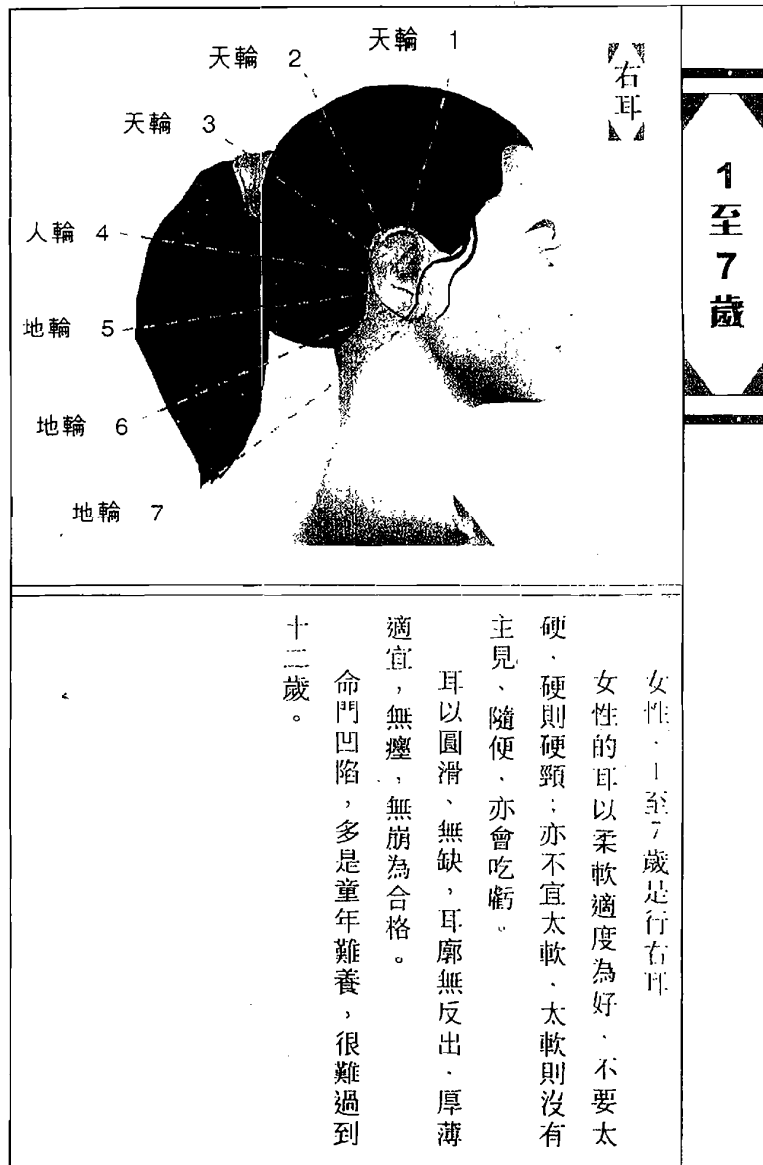 1至7歲
右耳
天輪 1
天輪 2
天輪 3
人輪 4
地輪 5
地輪 6
地輪 7
女性，1至7歲是行右耳
女性的耳以柔軟適度為好、不要太
硬、硬則硬頸；亦不宜太軟、太軟則沒有
主見、隨便、亦會吃虧。
耳以圓滑、無缺，耳廓無反出、厚薄
適宜，無癦，無崩為合格。
命門凹陷，多是童年難養，很難過到
十二歲。